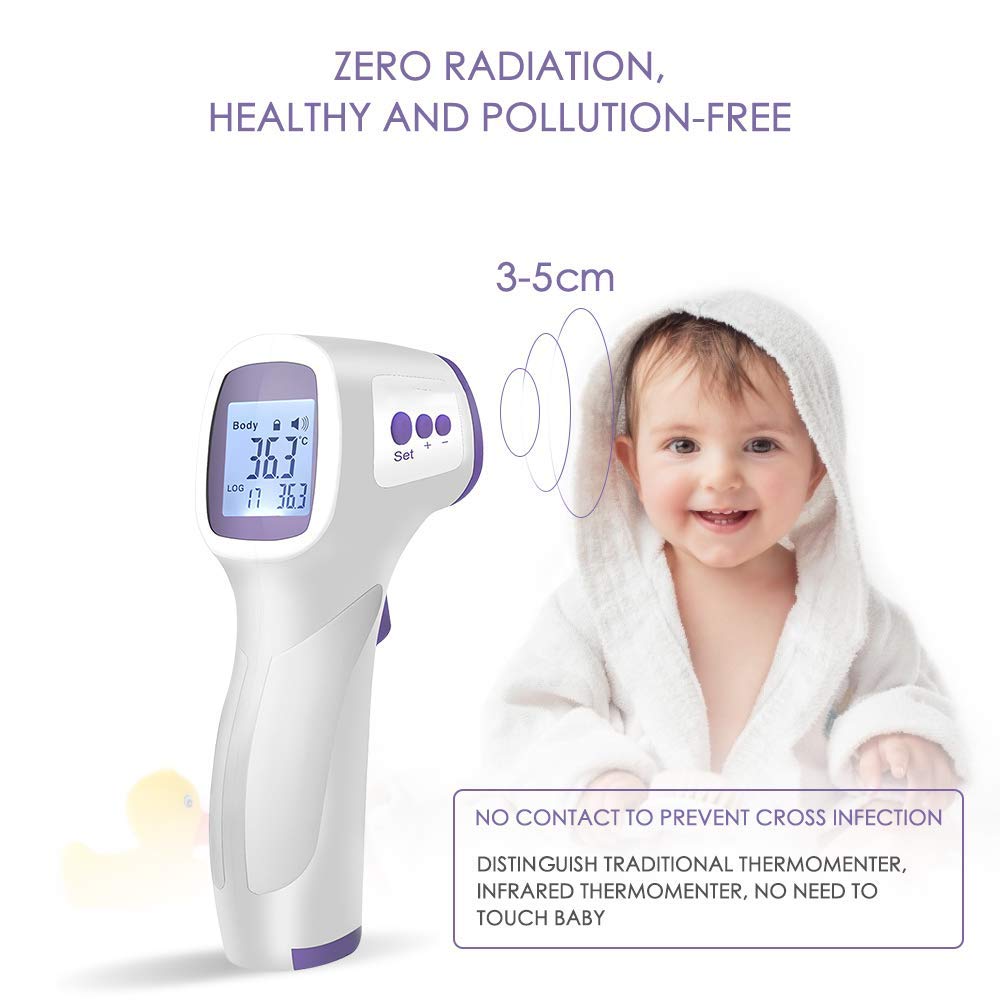 ZERO RADIATION,
HEALTHY AND POLLUTION-FREE
3-5cm
Body
36.3 °C
LOG 17 36.3
Set + -
NO CONTACT TO PREVENT CROSS INFECTION
DISTINGUISH TRADITIONAL THERMOMENTER,
INFRARED THERMOMENTER, NO NEED TO
TOUCH BABY